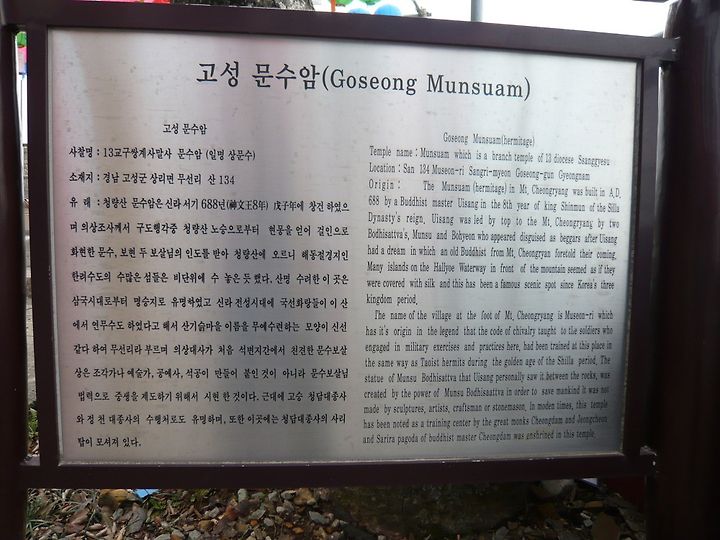 고성 문수암(Goseong Munsuam)
고성 문수암
사찰명 : 13교구쌍계사말사 문수암 (일명 상문수)
소재지 : 경남 고성군 상리면 무선리 산 134
유 래 : 청량산 문수암은 신라 서기 688년(神文王8年) 戊子年에 창건 하였으
며 의상조사께서 구도행각중 청량산 노승으로부터 현몽을 얻어 걸인으로
화현한 문수, 보현 두 보살님의 인도를 받아 청량산에 오르니 해동절경지인
한려수도의 수많은 섬들은 비단위에 수 놓은 듯 했다. 산명 수려한 이 곳은
삼국시대로부터 명승지로 유명하였고 신라 전성시대에 국선화랑들이 이 산
에서 연무수도 하였다고 해서 산기슭마을 이름을 무예수련하는 모양이 신선
같다 하여 무선리라 부르며 의상대사가 처음 석벽지간에서 친견한 문수보살
상은 조각가나 예술가, 공예사, 석공이 만들어 붙인 것이 아니라 문수보살님
법력으로 중생을 제도하기 위해서 시현 한 것이다. 근대에 고승 청담대종사
와 정 천 대종사의 수행처로도 유명하며, 또한 이곳에는 청담대종사의 사리
탑이 모셔져 있다.
Goseong Munsuam(hermitage)
Temple name : Munsuam which is a branch temple of 13 diocese Ssanggyesu
Location : San 134 Museon-ri Sangri-myeon Goseong-gun Gyeongnam
Origin : The Munsuam (hermitage) in Mt, Cheongryang was built in A,D,
688 by a Buddhist master Uisang in the 8th year of king Shinmun of the Silla
Dynasty's reign, Uisang was led by top to the Mt, Cheongryang by two
Bodhisattva's, Munsu and Bohyeon who appeared disguised as beggars after Uisang
had a dream in which an old Buddhist from Mt, Cheongryan foretold their coming,
Many islands on the Hallyoe Waterway in front of the mountain seemed as if they
were covered with silk and this has been a famous scenic spot since Korea's three
kingdom period,
The name of the village at the foot of Mt, Cheongryang is Museon-ri which
has it's origin in the legend that the code of chivalry taught to the soldiers who
engaged in military exercises and practices here, had been trained at this place in
the same way as Taoist hermits during the golden age of the Shilla period, The
statue of Munsu Bodhisattva that Uisang personally saw it,between the rocks, was
created by the power of Munsu Bodhisaattva in order to save mankind it was not
made by sculptures, artists, craftsman or stonemason, In moden times, this temple
has been noted as a training center by the great monks Cheongdam and Jeongcheon
and Sarira pagoda of buddhist master Cheongdam was enshrined in this temple,